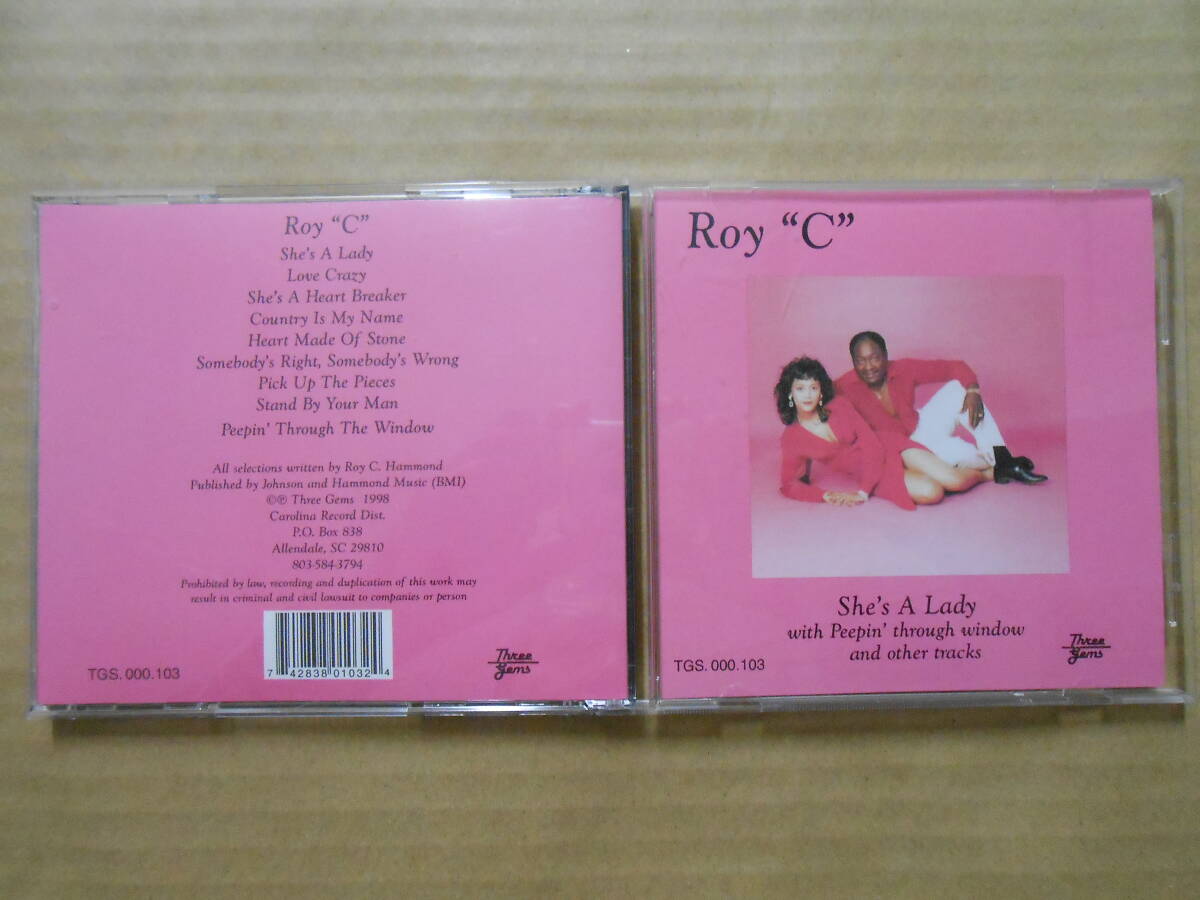 Roy “C”
She's A Lady
Love Crazy
She's A Heart Breaker
Country Is My Name
Heart Made Of Stone
Somebody's Right, Somebody's Wrong
Pick Up The Pieces
Stand By Your Man
Peepin' Through The Window
All selections written by Roy C. Hammond
Published by Johnson and Hammond Music (BMI)
©℗ Three Gems 1998
Carolina Record Dist.
P.O. Box 838
Allendale, SC 29810
803-584-3794
Prohibited by law, recording and duplication of this work may
result in criminal and civil lawsuit to companies or person
7 42838 01032 4
TGS. 000.103
Three
Gems
Roy “C”
She's A Lady
with Peepin' through window
and other tracks
TGS. 000.103
Three
Gems